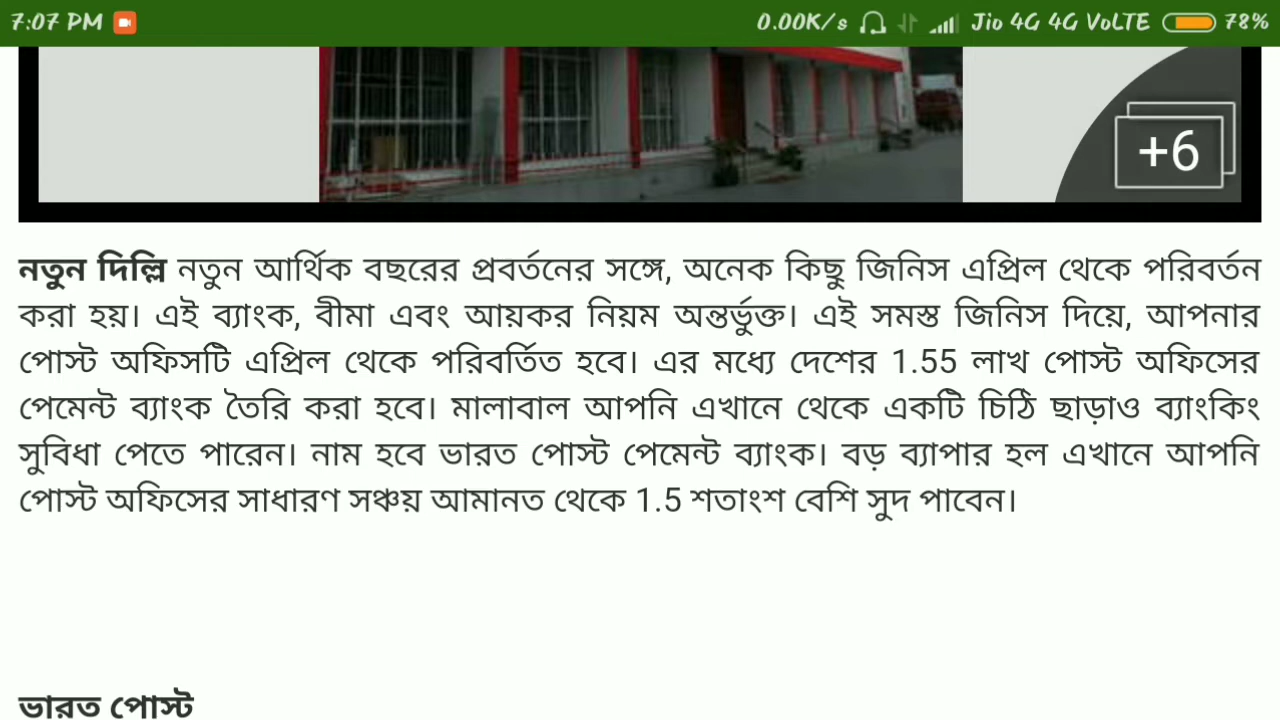 7:07 PM 0.00K/s Jio 4G 4G VoLTE 78%
+6
নতুন দিল্লি নতুন আর্থিক বছরের প্রবর্তনের সঙ্গে, অনেক কিছু জিনিস এপ্রিল থেকে পরিবর্তন
করা হয়। এই ব্যাংক, বীমা এবং আয়কর নিয়ম অন্তর্ভুক্ত। এই সমস্ত জিনিস দিয়ে, আপনার
পোস্ট অফিসটি এপ্রিল থেকে পরিবর্তিত হবে। এর মধ্যে দেশের 1.55 লাখ পোস্ট অফিসের
পেমেন্ট ব্যাংক তৈরি করা হবে। মালাবাল আপনি এখানে থেকে একটি চিঠি ছাড়াও ব্যাংকিং
সুবিধা পেতে পারেন। নাম হবে ভারত পোস্ট পেমেন্ট ব্যাংক। বড় ব্যাপার হল এখানে আপনি
পোস্ট অফিসের সাধারণ সঞ্চয় আমানত থেকে 1.5 শতাংশ বেশি সুদ পাবেন।
ভারত পোস্ট